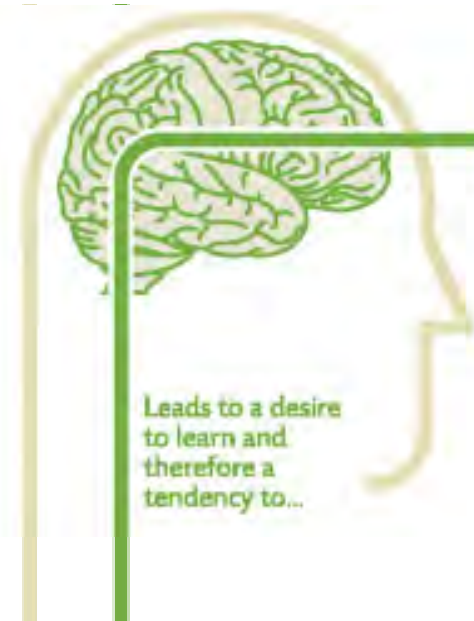 Leads to a desire
to learn and
therefore a
tendency to...